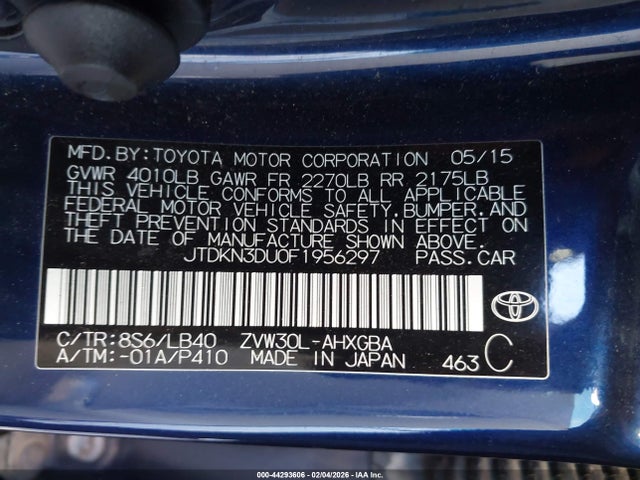 MFD.BY:TOYOTA MOTOR CORPORATION 05/15
GVWR 4010LB GAWR FR 2270LB RR 2175LB
THIS VEHICLE CONFORMS TO ALL APPLICABLE
FEDERAL MOTOR VEHICLE SAFETY,BUMPER,AND
THEFT PREVENTION STANDARDS IN EFFECT ON
THE DATE OF MANUFACTURE SHOWN ABOVE.
JTDKN3DU0F1956297 PASS.CAR
C/TR:8S6/LB40 ZVW30L-AHXGBA
A/TM:-01A/P410 MADE IN JAPAN 463 C
000-44293606 - 02/04/2026 - IAA Inc.